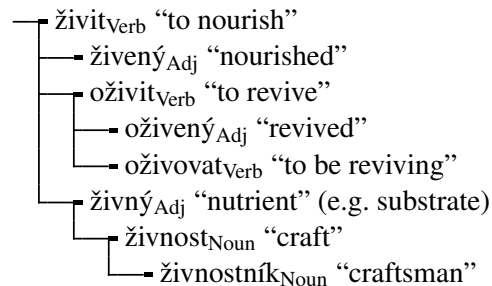 živitVerb “to nourish”
živenýAdj “nourished”
oživitVerb “to revive”
oživenýAdj “revived”
oživovatVerb “to be reviving”
živnýAdj “nutrient” (e.g. substrate)
živnostNoun “craft”
živnostníkNoun “craftsman”